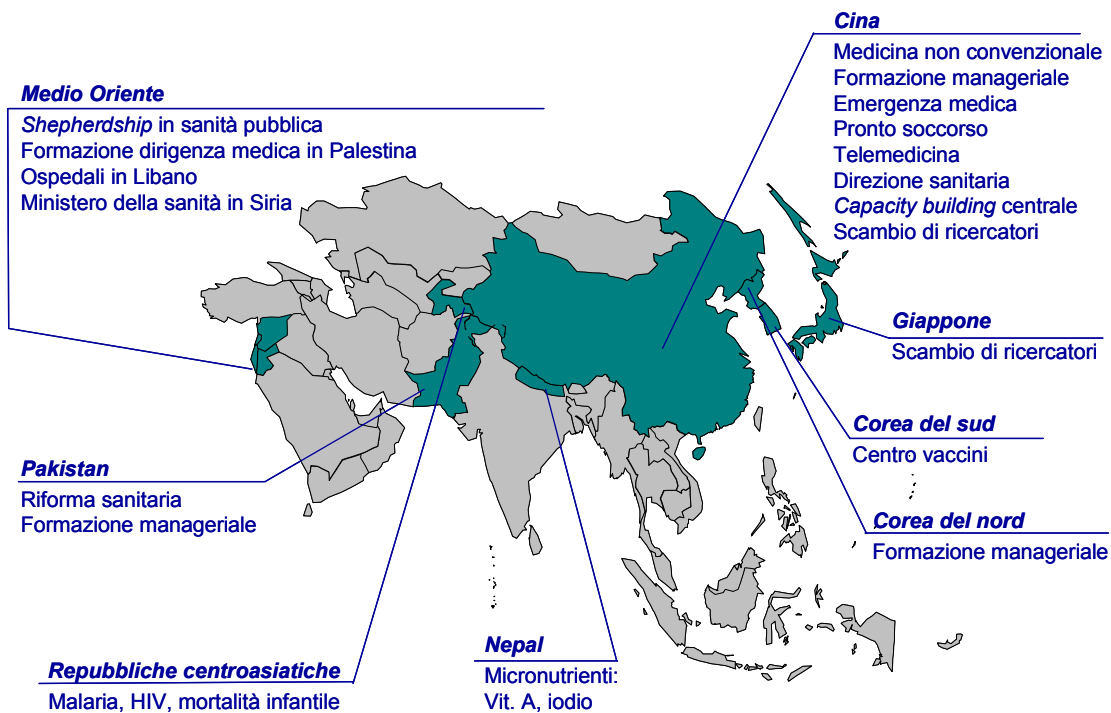 Cina
Medicina non convenzionale
Formazione manageriale
Emergenza medica
Pronto soccorso
Telemedicina
Direzione sanitaria
Capacity building centrale
Scambio di ricercatori
Medio Oriente
Shepherdship in sanità pubblica
Formazione dirigenza medica in Palestina
Ospedali in Libano
Ministero della sanità in Siria
Giappone
Scambio di ricercatori
Corea del sud
Centro vaccini
Pakistan
Riforma sanitaria
Formazione manageriale
Corea del nord
Formazione manageriale
Nepal
Micronutrienti:
Vit. A, iodio
Repubbliche centroasiatiche
Malaria, HIV, mortalità infantile